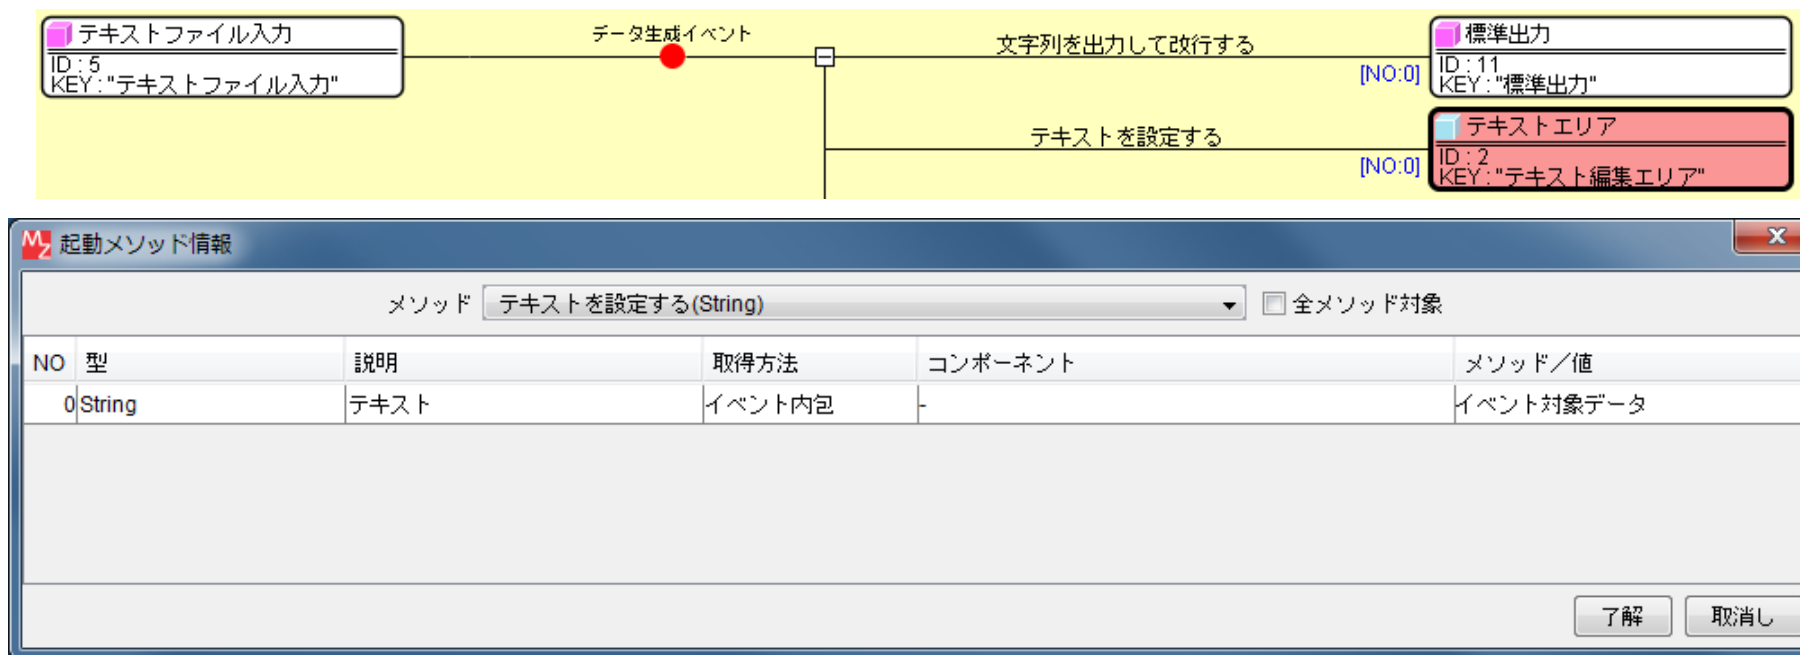 テキストファイル入力
ID : 5
KEY : "テキストファイル入力"
データ生成イベント
文字列を出力して改行する
[NO:0]
標準出力
ID : 11
KEY : "標準出力"
テキストを設定する
[NO:0]
テキストエリア
ID : 2
KEY : "テキスト編集エリア"
MZ 起動メソッド情報
メソッド テキストを設定する(String) 全メソッド対象
NO 型 説明 取得方法 コンポーネント メソッド／値
0 String テキスト イベント内包 - イベント対象データ
了解 取消し